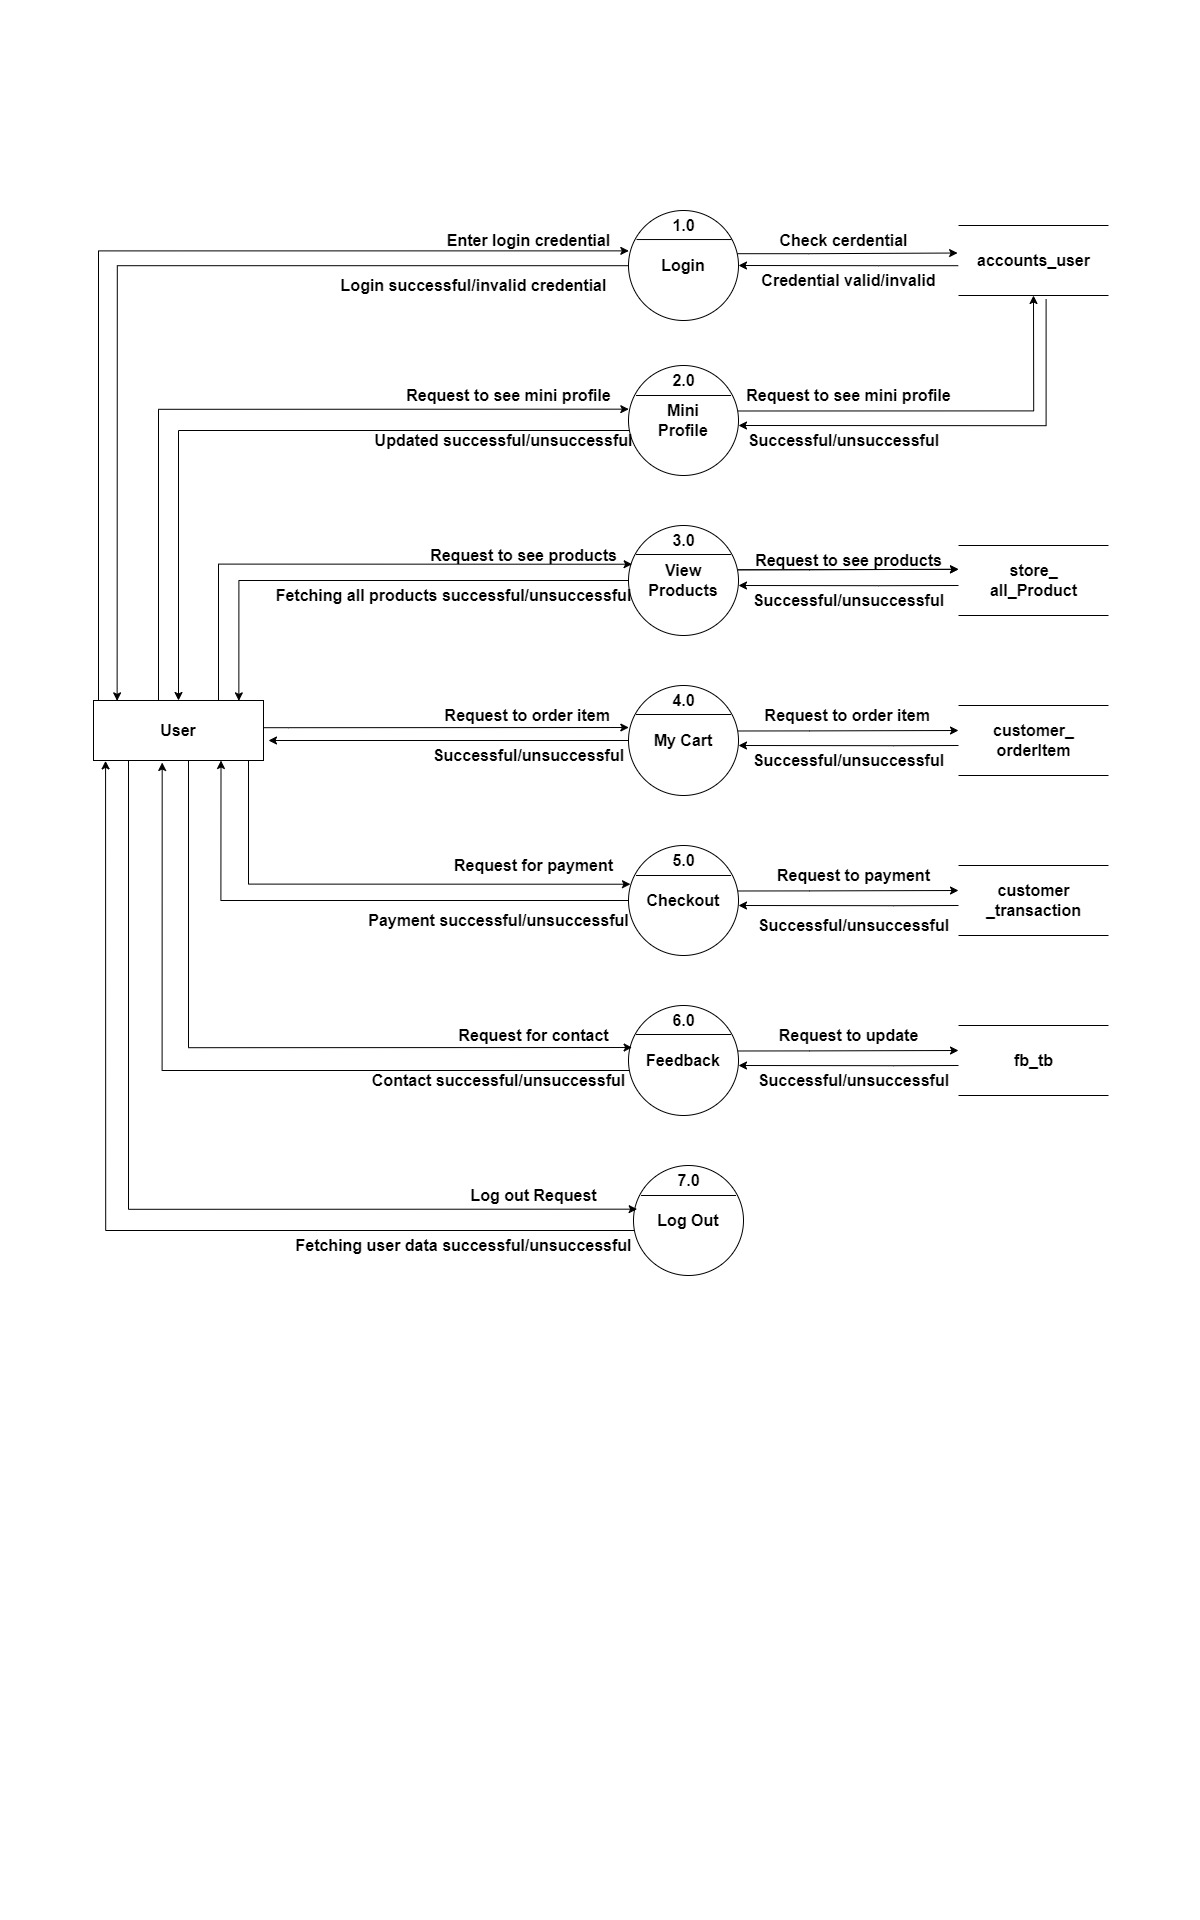 1.0
Enter login credential
Check cerdential
Login
accounts_user
Login successful/invalid credential
Credential valid/invalid
2.0
Request to see mini profile
Request to see mini profile
Mini
Profile
Updated successful/unsuccessful
Successful/unsuccessful
3.0
Request to see products
Request to see products
View
Products
store_
all_Product
Fetching all products successful/unsuccessful
Successful/unsuccessful
4.0
User
Request to order item
Request to order item
My Cart
customer_
orderItem
Successful/unsuccessful
Successful/unsuccessful
5.0
Request for payment
Request to payment
Checkout
customer
_transaction
Payment successful/unsuccessful
Successful/unsuccessful
6.0
Request for contact
Request to update
Feedback
fb_tb
Contact successful/unsuccessful
Successful/unsuccessful
7.0
Log out Request
Log Out
Fetching user data successful/unsuccessful